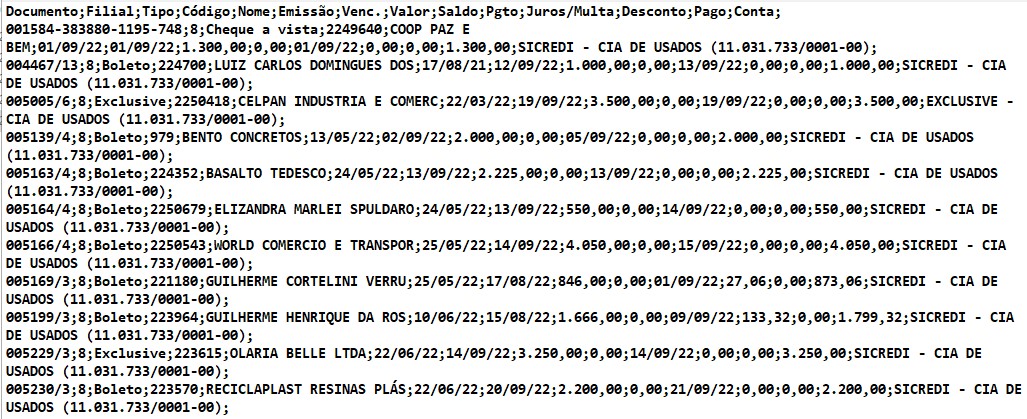 Documento;Filial;Tipo;Código;Nome;Emissão;Venc.;Valor;Saldo;Pgto;Juros/Multa;Desconto;Pago;Conta;
001584-383880-1195-748;8;Cheque a vista;2249640;COOP PAZ E
BEM;01/09/22;01/09/22;1.300,00;0,00;01/09/22;0,00;0,00;1.300,00;SICREDI - CIA DE USADOS (11.031.733/0001-00);
004467/13;8;Boleto;224700;LUIZ CARLOS DOMINGUES DOS;17/08/21;12/09/22;1.000,00;0,00;13/09/22;0,00;0,00;1.000,00;SICREDI - CIA
DE USADOS (11.031.733/0001-00);
005005/6;8;Exclusive;2250418;CELPAN INDUSTRIA E COMERC;22/03/22;19/09/22;3.500,00;0,00;19/09/22;0,00;0,00;3.500,00;EXCLUSIVE -
CIA DE USADOS (11.031.733/0001-00);
005139/4;8;Boleto;979;BENTO CONCRETOS;13/05/22;02/09/22;2.000,00;0,00;05/09/22;0,00;0,00;2.000,00;SICREDI - CIA DE USADOS
(11.031.733/0001-00);
005163/4;8;Boleto;224352;BASALTO TEDESCO;24/05/22;13/09/22;2.225,00;0,00;13/09/22;0,00;0,00;2.225,00;SICREDI - CIA DE USADOS
(11.031.733/0001-00);
005164/4;8;Boleto;2250679;ELIZANDRA MARLEI SPULDARO;24/05/22;13/09/22;550,00;0,00;14/09/22;0,00;0,00;550,00;SICREDI - CIA DE
USADOS (11.031.733/0001-00);
005166/4;8;Boleto;2250543;WORLD COMERCIO E TRANSPOR;25/05/22;14/09/22;4.050,00;0,00;15/09/22;0,00;0,00;4.050,00;SICREDI - CIA
DE USADOS (11.031.733/0001-00);
005169/3;8;Boleto;221180;GUILHERME CORTELINI VERRU;25/05/22;17/08/22;846,00;0,00;01/09/22;27,06;0,00;873,06;SICREDI - CIA DE
USADOS (11.031.733/0001-00);
005199/3;8;Boleto;223964;GUILHERME HENRIQUE DA ROS;10/06/22;15/08/22;1.666,00;0,00;09/09/22;133,32;0,00;1.799,32;SICREDI - CIA
DE USADOS (11.031.733/0001-00);
005229/3;8;Exclusive;223615;OLARIA BELLE LTDA;22/06/22;14/09/22;3.250,00;0,00;14/09/22;0,00;0,00;3.250,00;SICREDI - CIA DE
USADOS (11.031.733/0001-00);
005230/3;8;Boleto;223570;RECICLAPLAST RESINAS PLÁS;22/06/22;20/09/22;2.200,00;0,00;21/09/22;0,00;0,00;2.200,00;SICREDI - CIA DE
USADOS (11.031.733/0001-00);